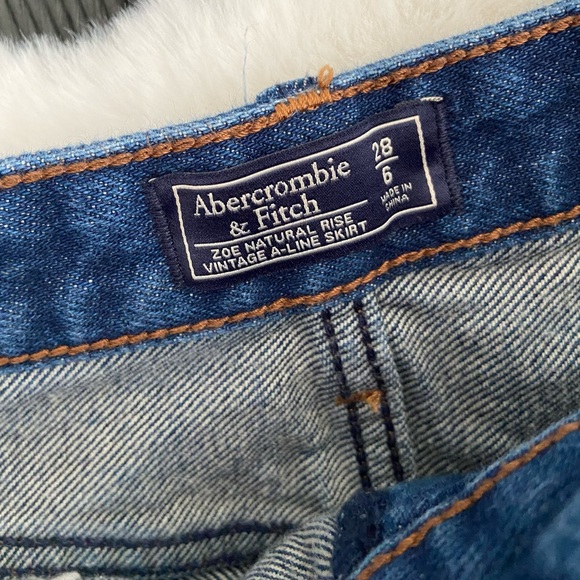 Abercrombie
& Fitch
ZOE NATURAL RISE
VINTAGE A-LINE SKIRT
28
6
MADE IN
CHINA